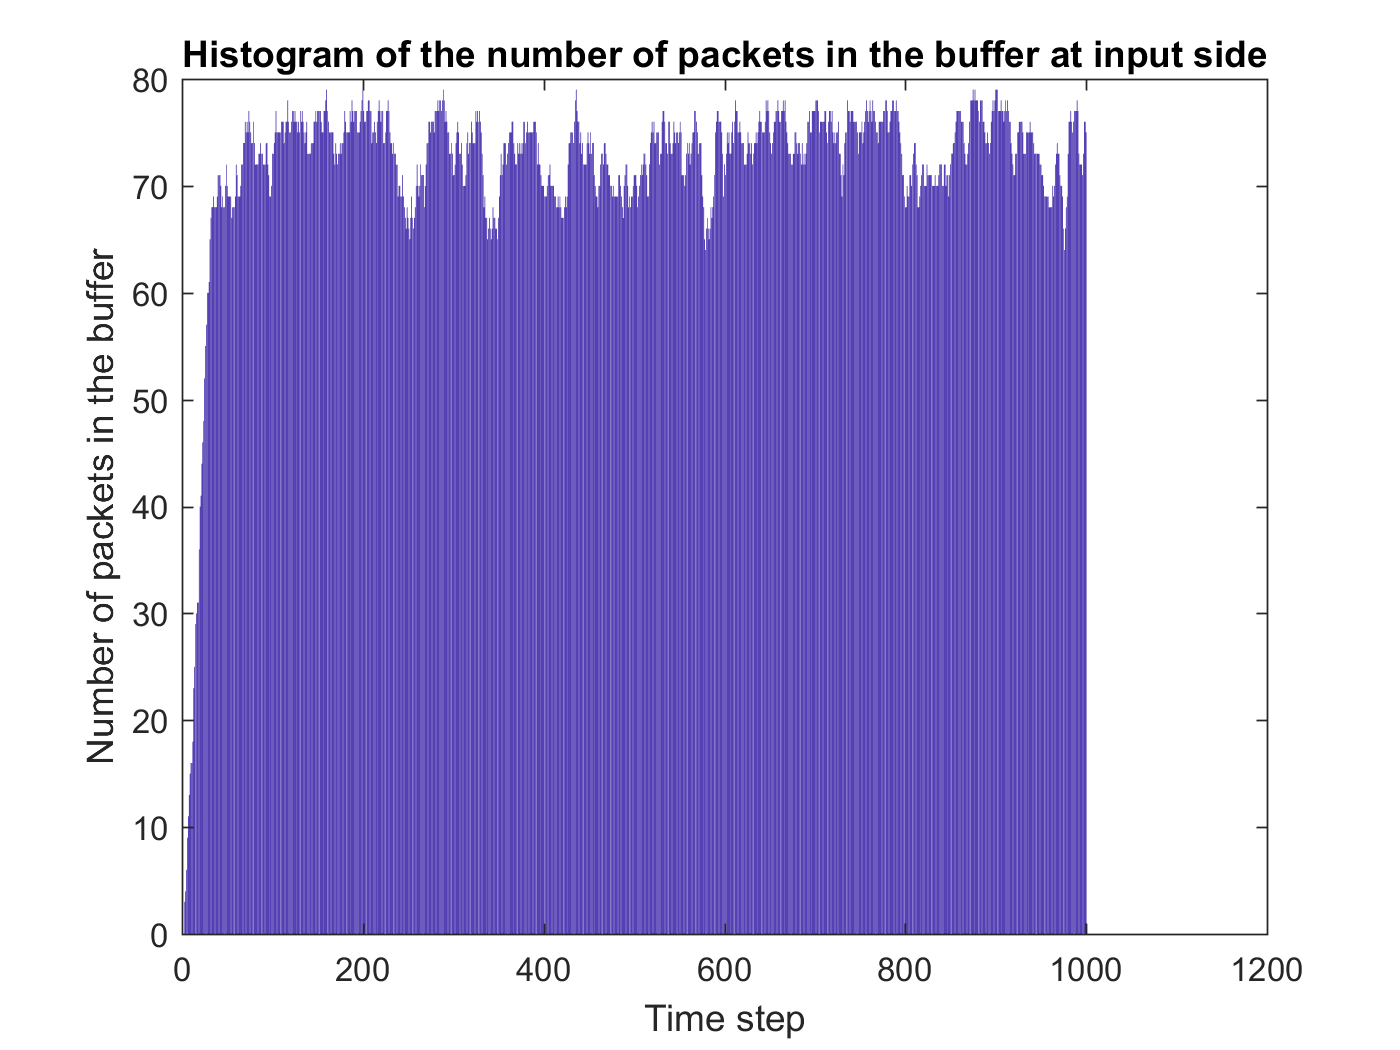 Histogram of the number of packets in the buffer at input side
80
70
60
50
40
30
20
10
0
Number of packets in the buffer
0 200 400 600 800 1000 1200
Time step